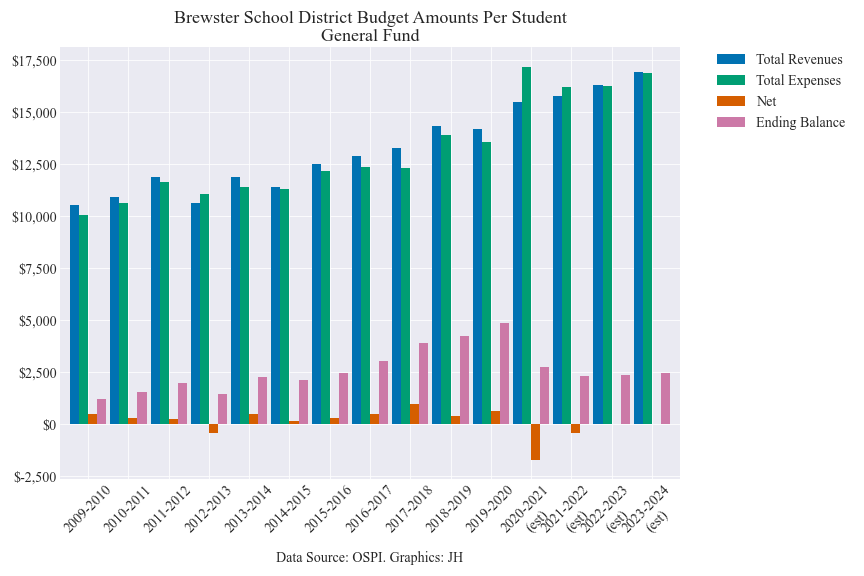 Brewster School District Budget Amounts Per Student
General Fund
$17,500
$15,000
$12,500
$10,000
$7,500
$5,000
$2,500
$0
$-2,500
Total Revenues
Total Expenses
Net
Ending Balance
2009-2010
2010-2011
2011-2012
2012-2013
2013-2014
2014-2015
2015-2016
2016-2017
2017-2018
2018-2019
2019-2020
2020-2021
(est)
2021-2022
(est)
2022-2023
(est)
2023-2024
(est)
Data Source: OSPI. Graphics: JH